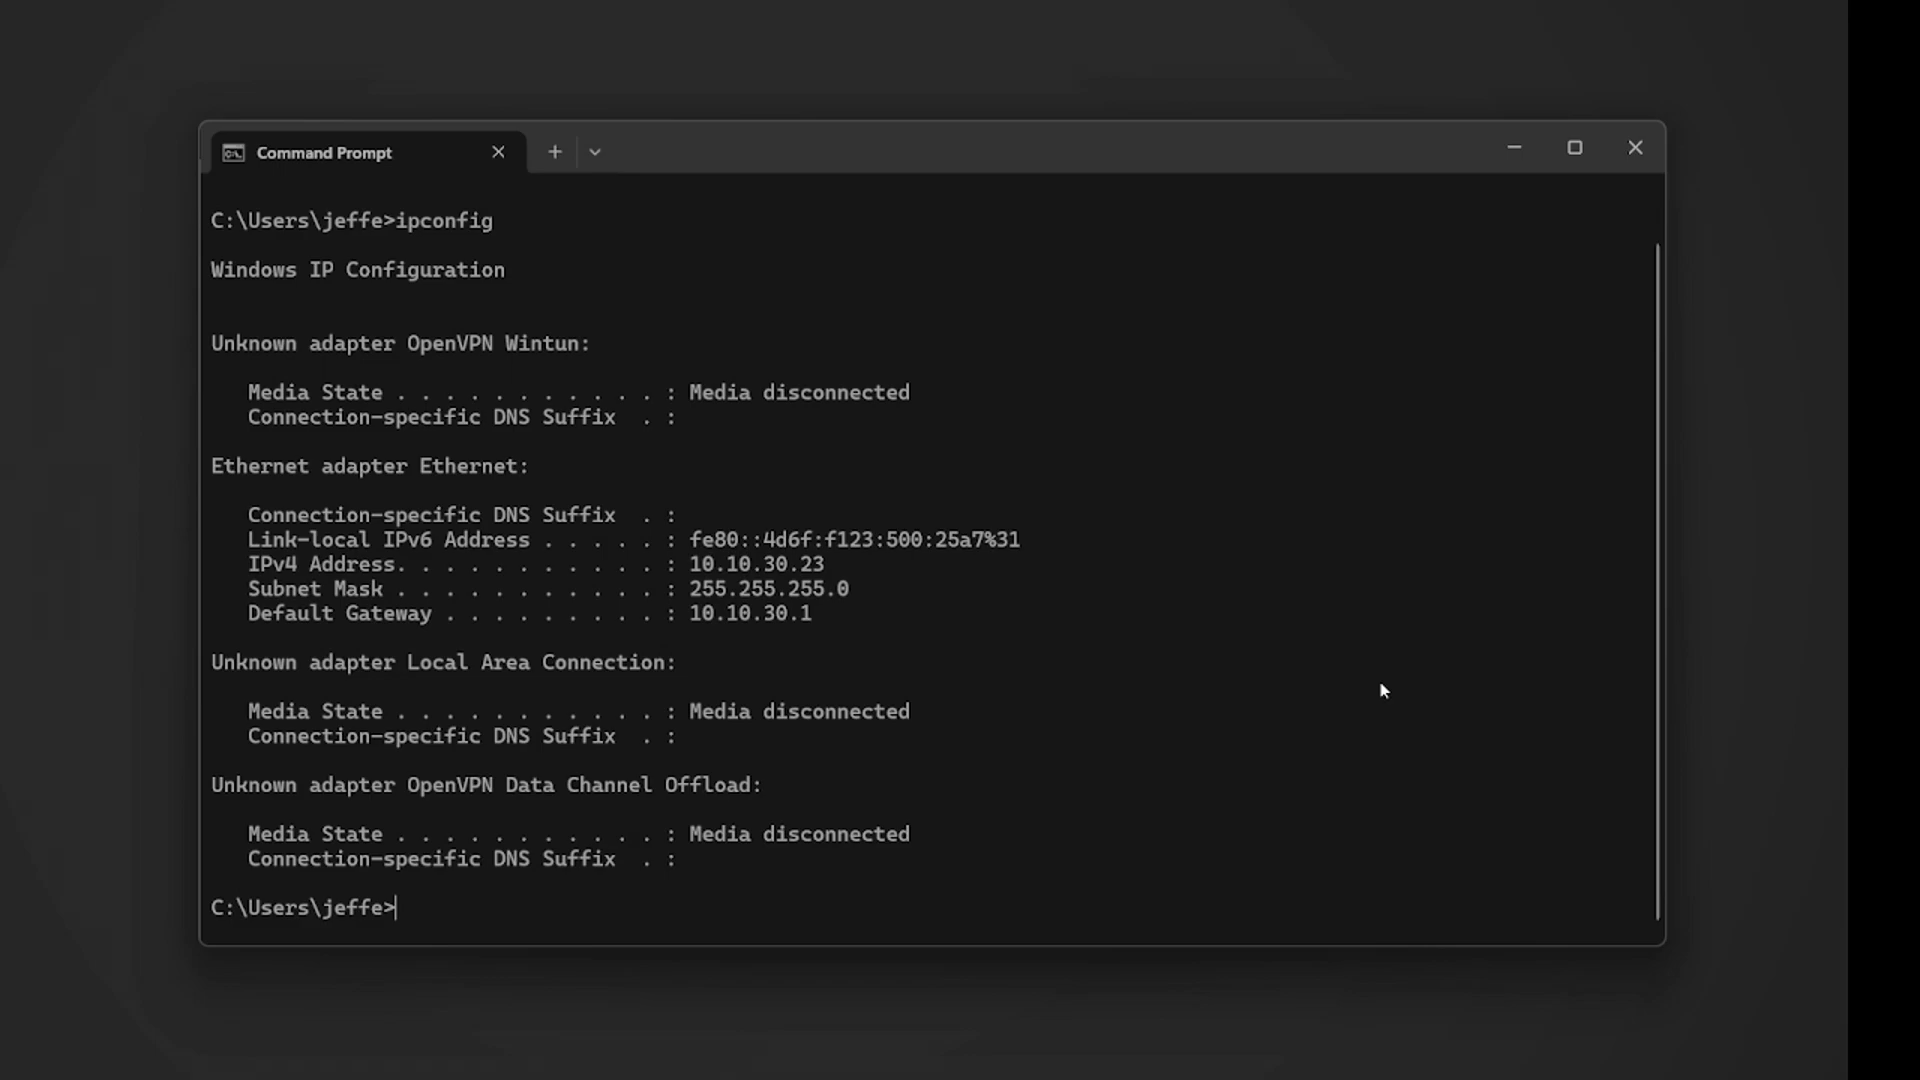 Command Prompt
C:\Users\jeffe>ipconfig
Windows IP Configuration
Unknown adapter OpenVPN Wintun:
   Media State . . . . . . . . . . . : Media disconnected
   Connection-specific DNS Suffix  . :
Ethernet adapter Ethernet:
   Connection-specific DNS Suffix  . :
   Link-local IPv6 Address . . . . . : fe80::4d6f:f123:500:25a7%31
   IPv4 Address. . . . . . . . . . . : 10.10.30.23
   Subnet Mask . . . . . . . . . . . : 255.255.255.0
   Default Gateway . . . . . . . . . : 10.10.30.1
Unknown adapter Local Area Connection:
   Media State . . . . . . . . . . . : Media disconnected
   Connection-specific DNS Suffix  . :
Unknown adapter OpenVPN Data Channel Offload:
   Media State . . . . . . . . . . . : Media disconnected
   Connection-specific DNS Suffix  . :
C:\Users\jeffe>